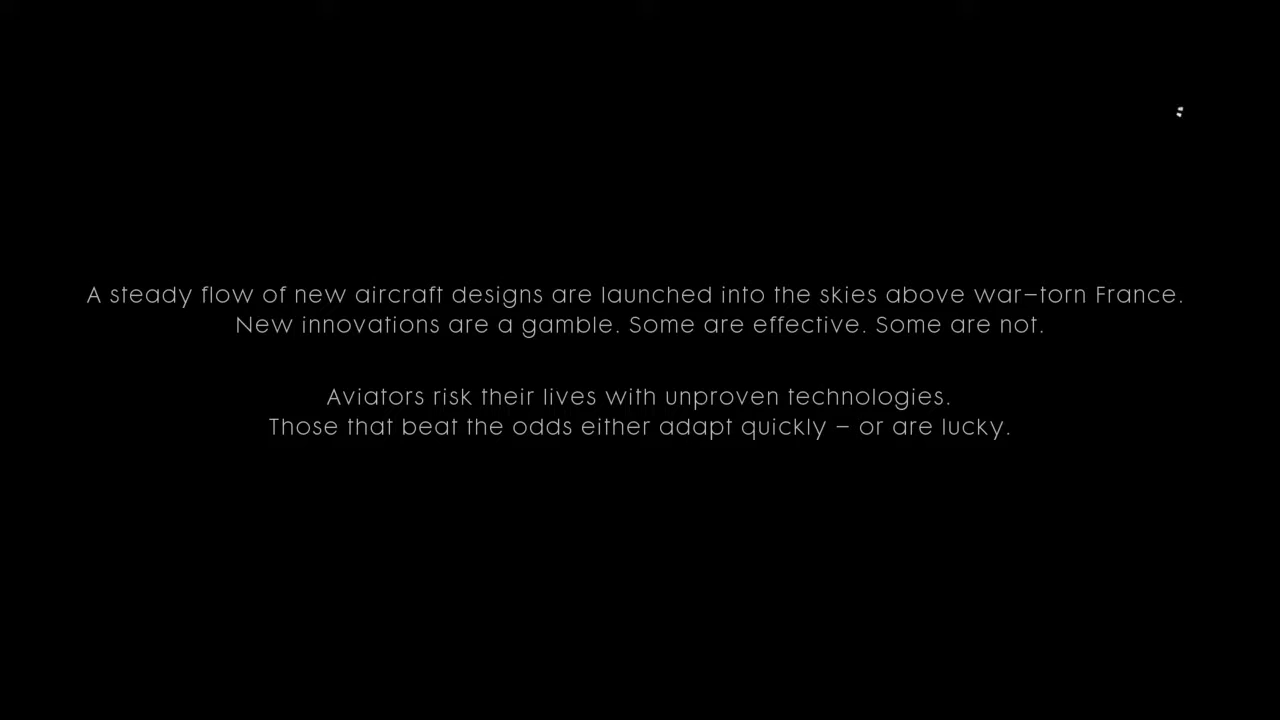 A steady flow of new aircraft designs are launched into the skies above war–torn France.
New innovations are a gamble. Some are effective. Some are not.
Aviators risk their lives with unproven technologies.
Those that beat the odds either adapt quickly – or are lucky.